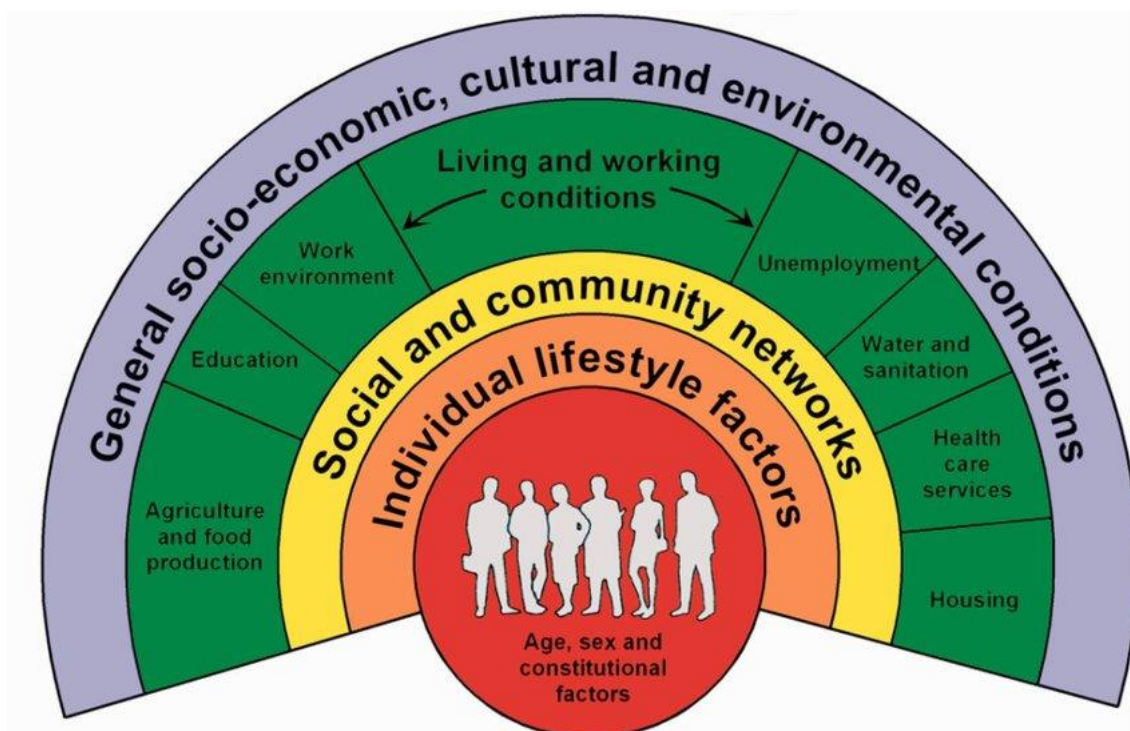 General socio-economic, cultural and environmental conditions
Living and working
conditions
Work
environment
Unemployment
Education
Water and
sanitation
Agriculture
and food
production
Health
care
services
Housing
Social and community networks
Individual lifestyle factors
Age, sex and
constitutional
factors